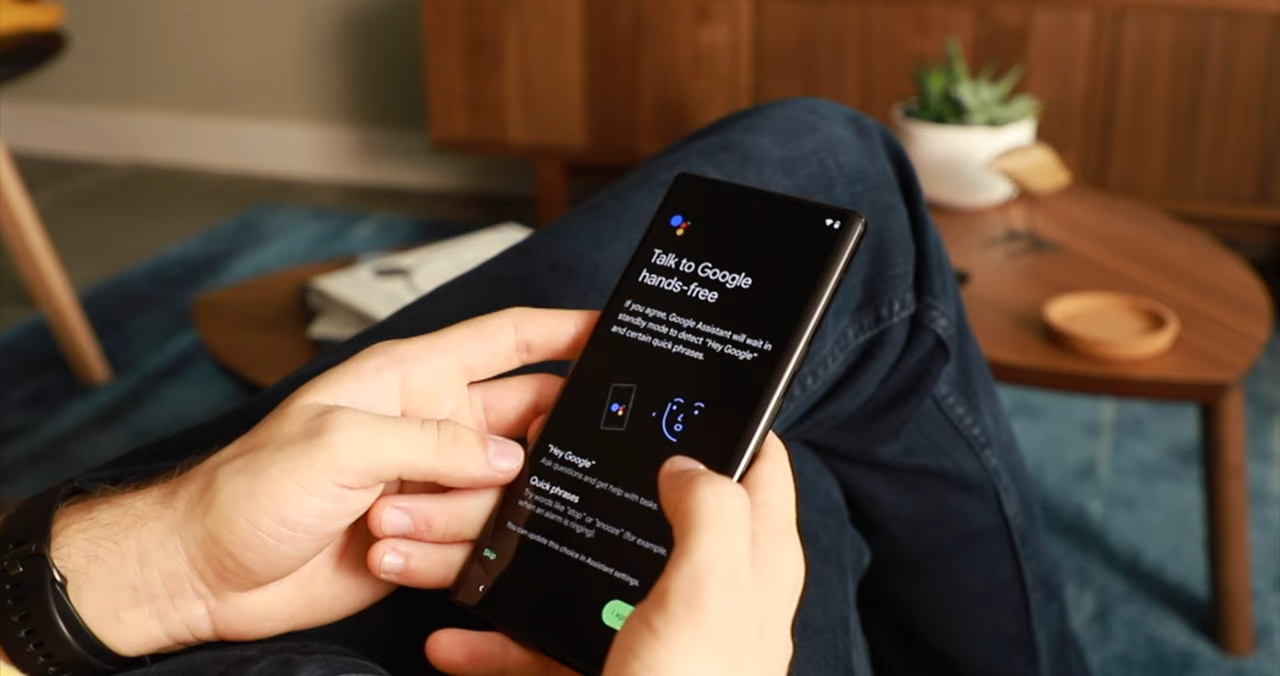 Talk to Google
hands-free
If you agree, Google Assistant will wait in
standby mode to detect "Hey Google"
and certain quick phrases.
"Hey Google"
Ask questions and get help with tasks.
Quick phrases
Try words like "stop" or "snooze" (for example,
when an alarm is ringing).
You can update this choice in Assistant settings.
Skip